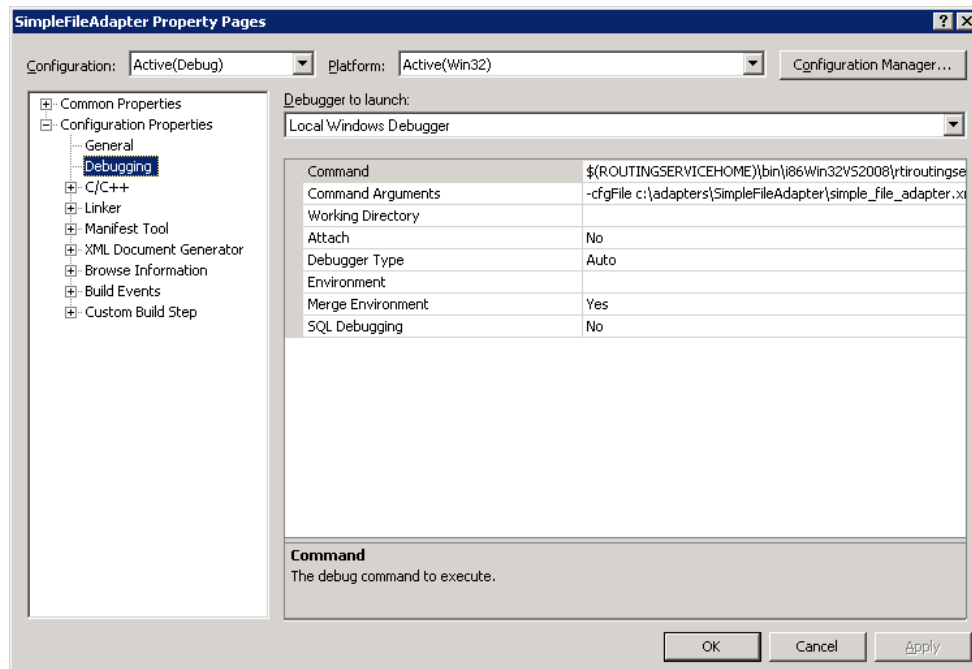 SimpleFileAdapter Property Pages
Configuration: Active(Debug) Platform: Active(Win32) Configuration Manager...
Common Properties
Configuration Properties
General
Debugging
C/C++
Linker
Manifest Tool
XML Document Generator
Browse Information
Build Events
Custom Build Step
Debugger to launch:
Local Windows Debugger
Command $(ROUTINGSERVICEHOME)\bin\i86Win32VS2008\rtiroutingse
Command Arguments -cfgFile c:\adapters\SimpleFileAdapter\simple_file_adapter.x
Working Directory
Attach No
Debugger Type Auto
Environment
Merge Environment Yes
SQL Debugging No
Command
The debug command to execute.
OK Cancel Apply